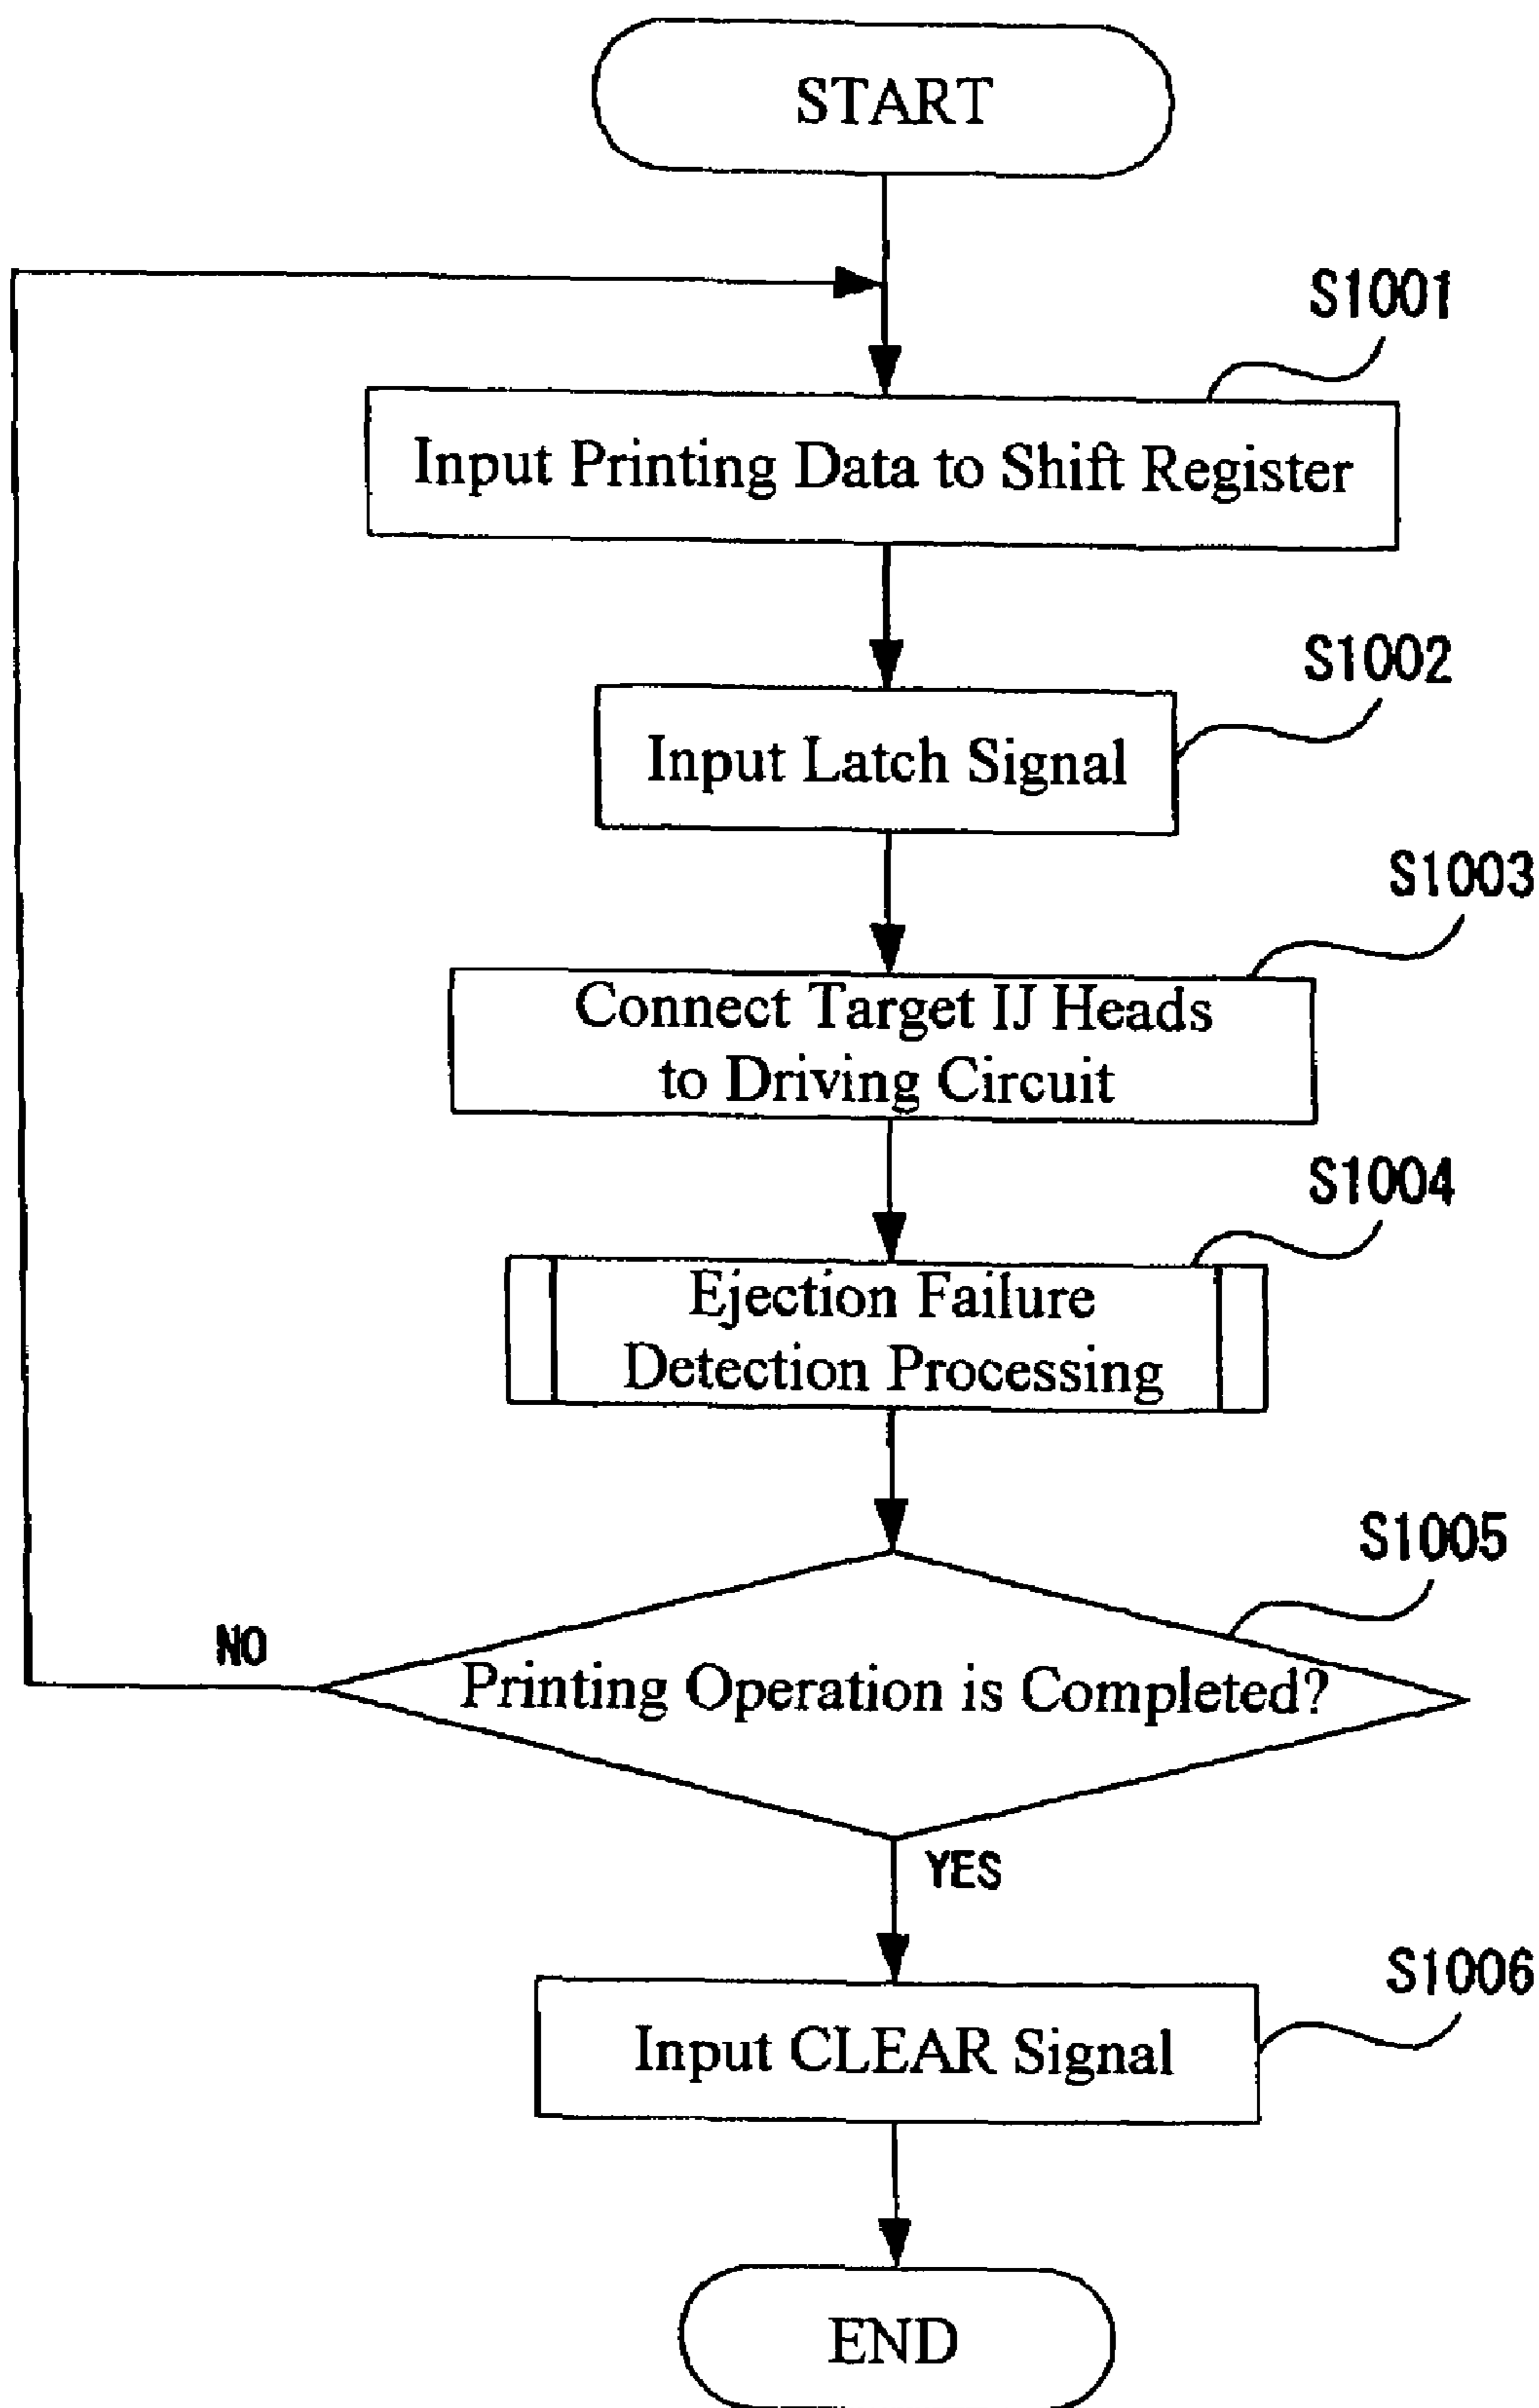 START
S1001
Input Printing Data to Shift Register
S1002
Input Latch Signal
S1003
Connect Target IJ Heads
to Driving Circuit
S1004
Ejection Failure
Detection Processing
S1005
NO
Printing Operation is Completed?
YES
S1006
Input CLEAR Signal
END